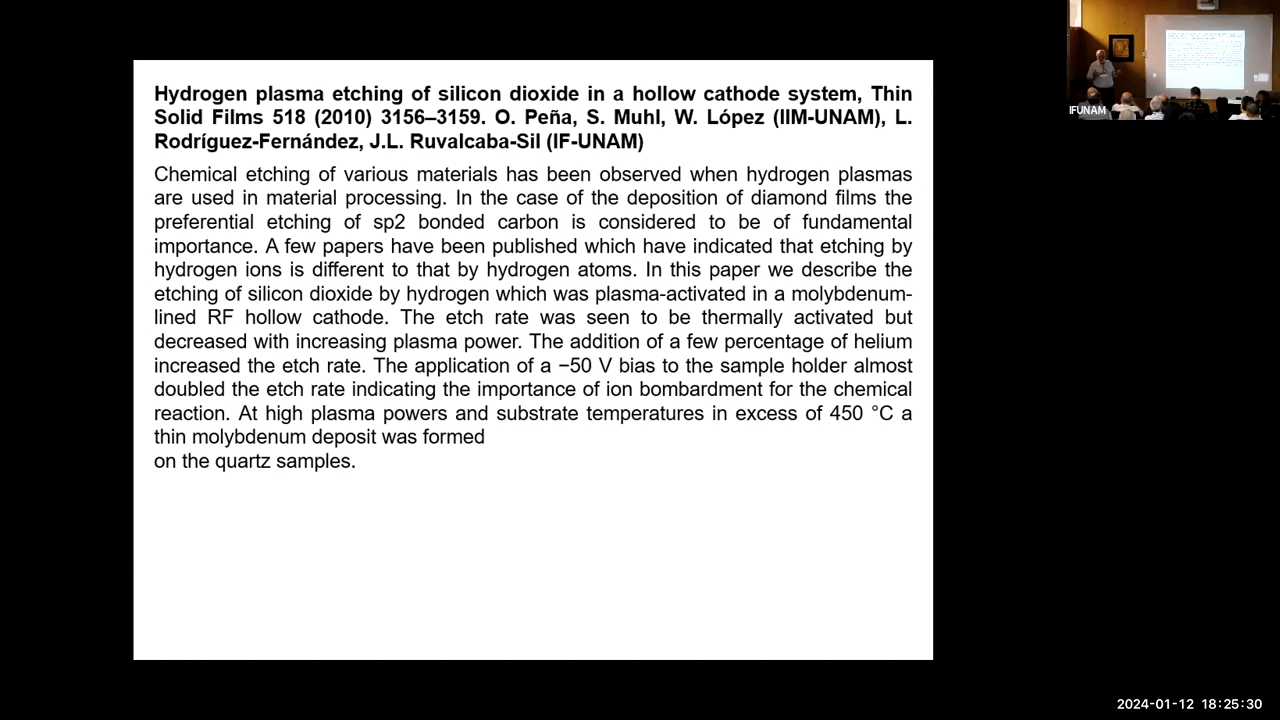 Hydrogen plasma etching of silicon dioxide in a hollow cathode system, Thin
Solid Films 518 (2010) 3156–3159. O. Peña, S. Muhl, W. López (IIM-UNAM), L.
Rodríguez-Fernández, J.L. Ruvalcaba-Sil (IF-UNAM)
Chemical etching of various materials has been observed when hydrogen plasmas
are used in material processing. In the case of the deposition of diamond films the
preferential etching of sp2 bonded carbon is considered to be of fundamental
importance. A few papers have been published which have indicated that etching by
hydrogen ions is different to that by hydrogen atoms. In this paper we describe the
etching of silicon dioxide by hydrogen which was plasma-activated in a molybdenum-
lined RF hollow cathode. The etch rate was seen to be thermally activated but
decreased with increasing plasma power. The addition of a few percentage of helium
increased the etch rate. The application of a −50 V bias to the sample holder almost
doubled the etch rate indicating the importance of ion bombardment for the chemical
reaction. At high plasma powers and substrate temperatures in excess of 450 °C a
thin molybdenum deposit was formed
on the quartz samples.
IFUNAM
2024-01-12 18:25:30